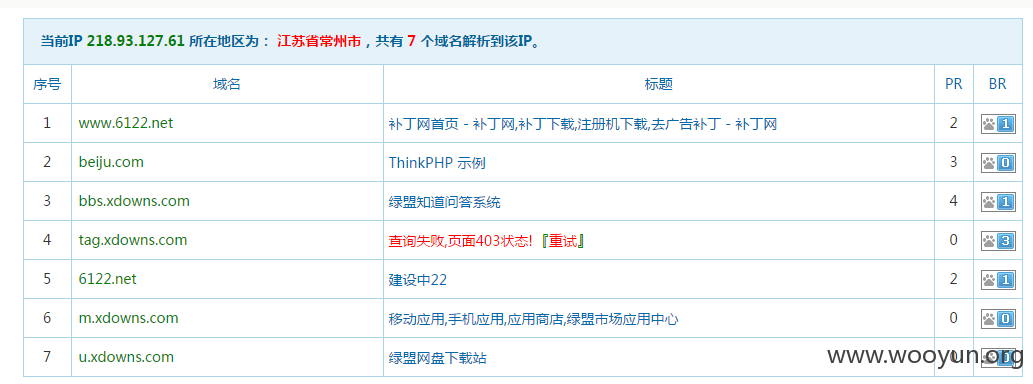 当前IP 218.93.127.61 所在地区为： 江苏省常州市，共有 7 个域名解析到该IP。
序号 域名 标题 PR BR
1 www.6122.net 补丁网首页 - 补丁网,补丁下载,注册机下载,去广告补丁 - 补丁网 2 1
2 beiju.com ThinkPHP 示例 3 0
3 bbs.xdowns.com 绿盟知道问答系统 4 1
4 tag.xdowns.com 查询失败,页面403状态!『重试』 0 3
5 6122.net 建设中22 2 1
6 m.xdowns.com 移动应用,手机应用,应用商店,绿盟市场应用中心 0 0
7 u.xdowns.com 绿盟网盘下载站 0 0
www.wooyun.org